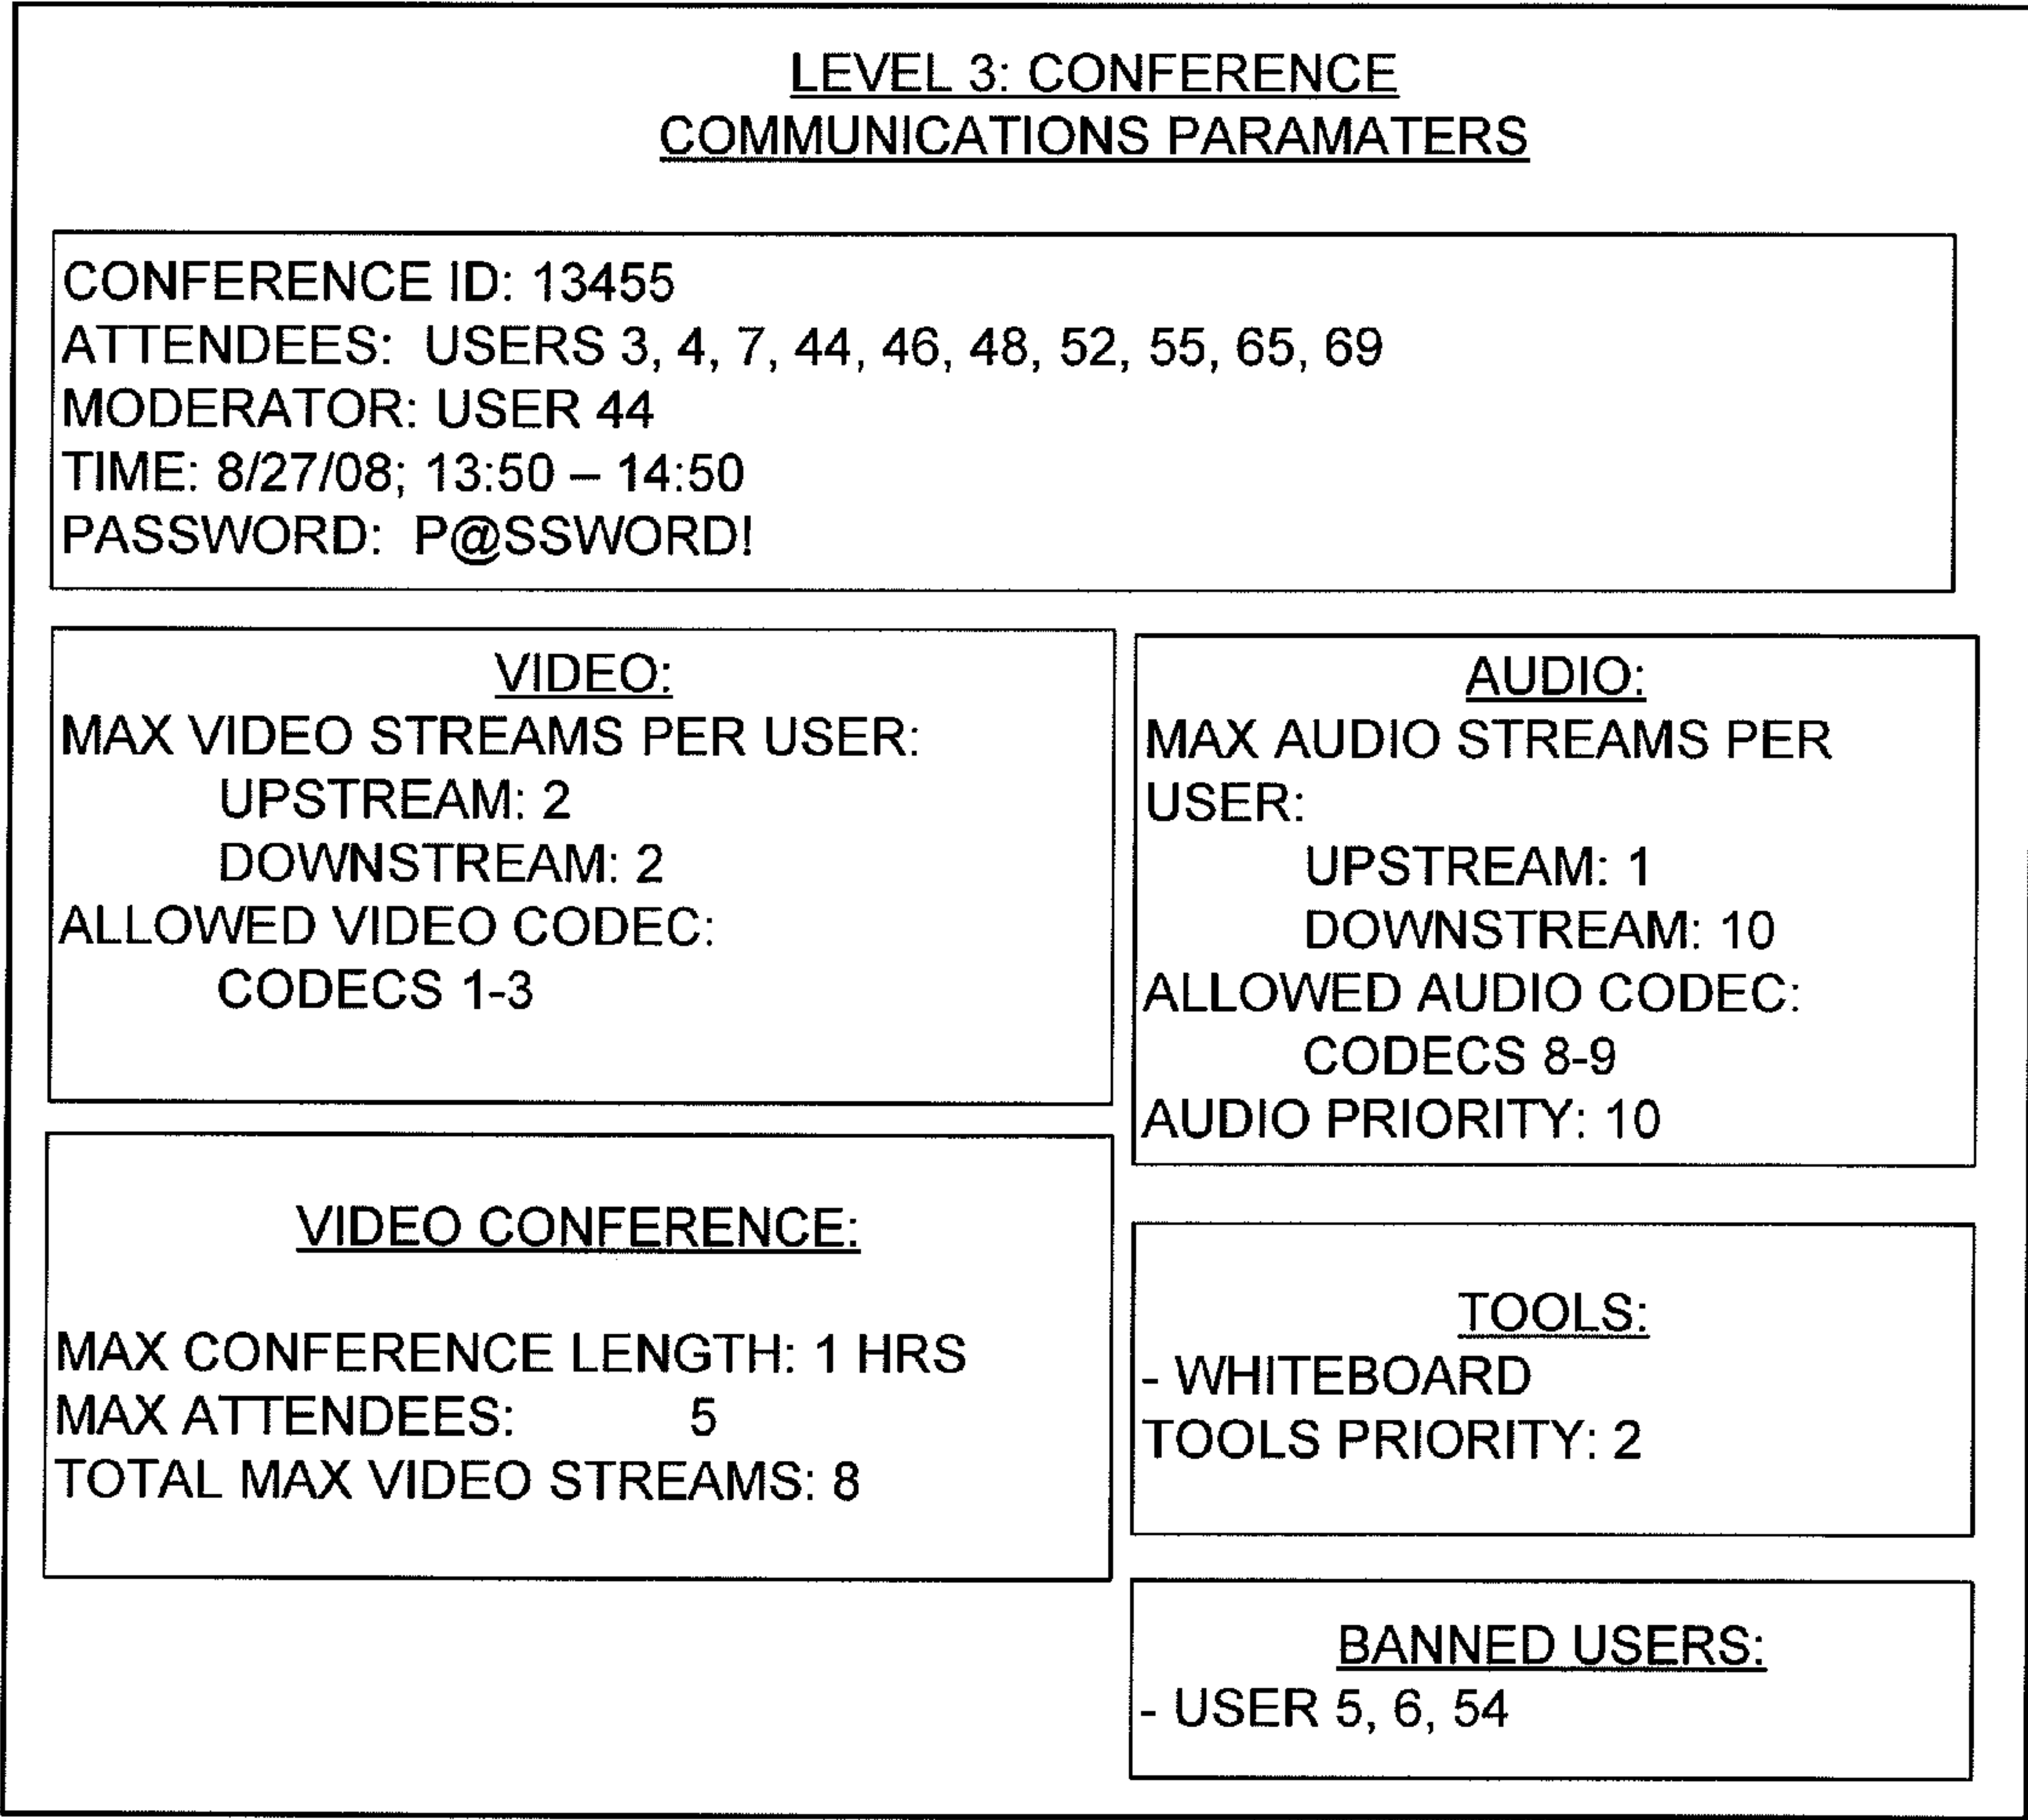 LEVEL 3: CONFERENCE
COMMUNICATIONS PARAMATERS
CONFERENCE ID: 13455
ATTENDEES: USERS 3, 4, 7, 44, 46, 48, 52, 55, 65, 69
MODERATOR: USER 44
TIME: 8/27/08; 13:50 – 14:50
PASSWORD: P@SSWORD!
VIDEO:
MAX VIDEO STREAMS PER USER:
UPSTREAM: 2
DOWNSTREAM: 2
ALLOWED VIDEO CODEC:
CODECS 1-3
AUDIO:
MAX AUDIO STREAMS PER
USER:
UPSTREAM: 1
DOWNSTREAM: 10
ALLOWED AUDIO CODEC:
CODECS 8-9
AUDIO PRIORITY: 10
VIDEO CONFERENCE:
MAX CONFERENCE LENGTH: 1 HRS
MAX ATTENDEES: 5
TOTAL MAX VIDEO STREAMS: 8
TOOLS:
- WHITEBOARD
TOOLS PRIORITY: 2
BANNED USERS:
- USER 5, 6, 54